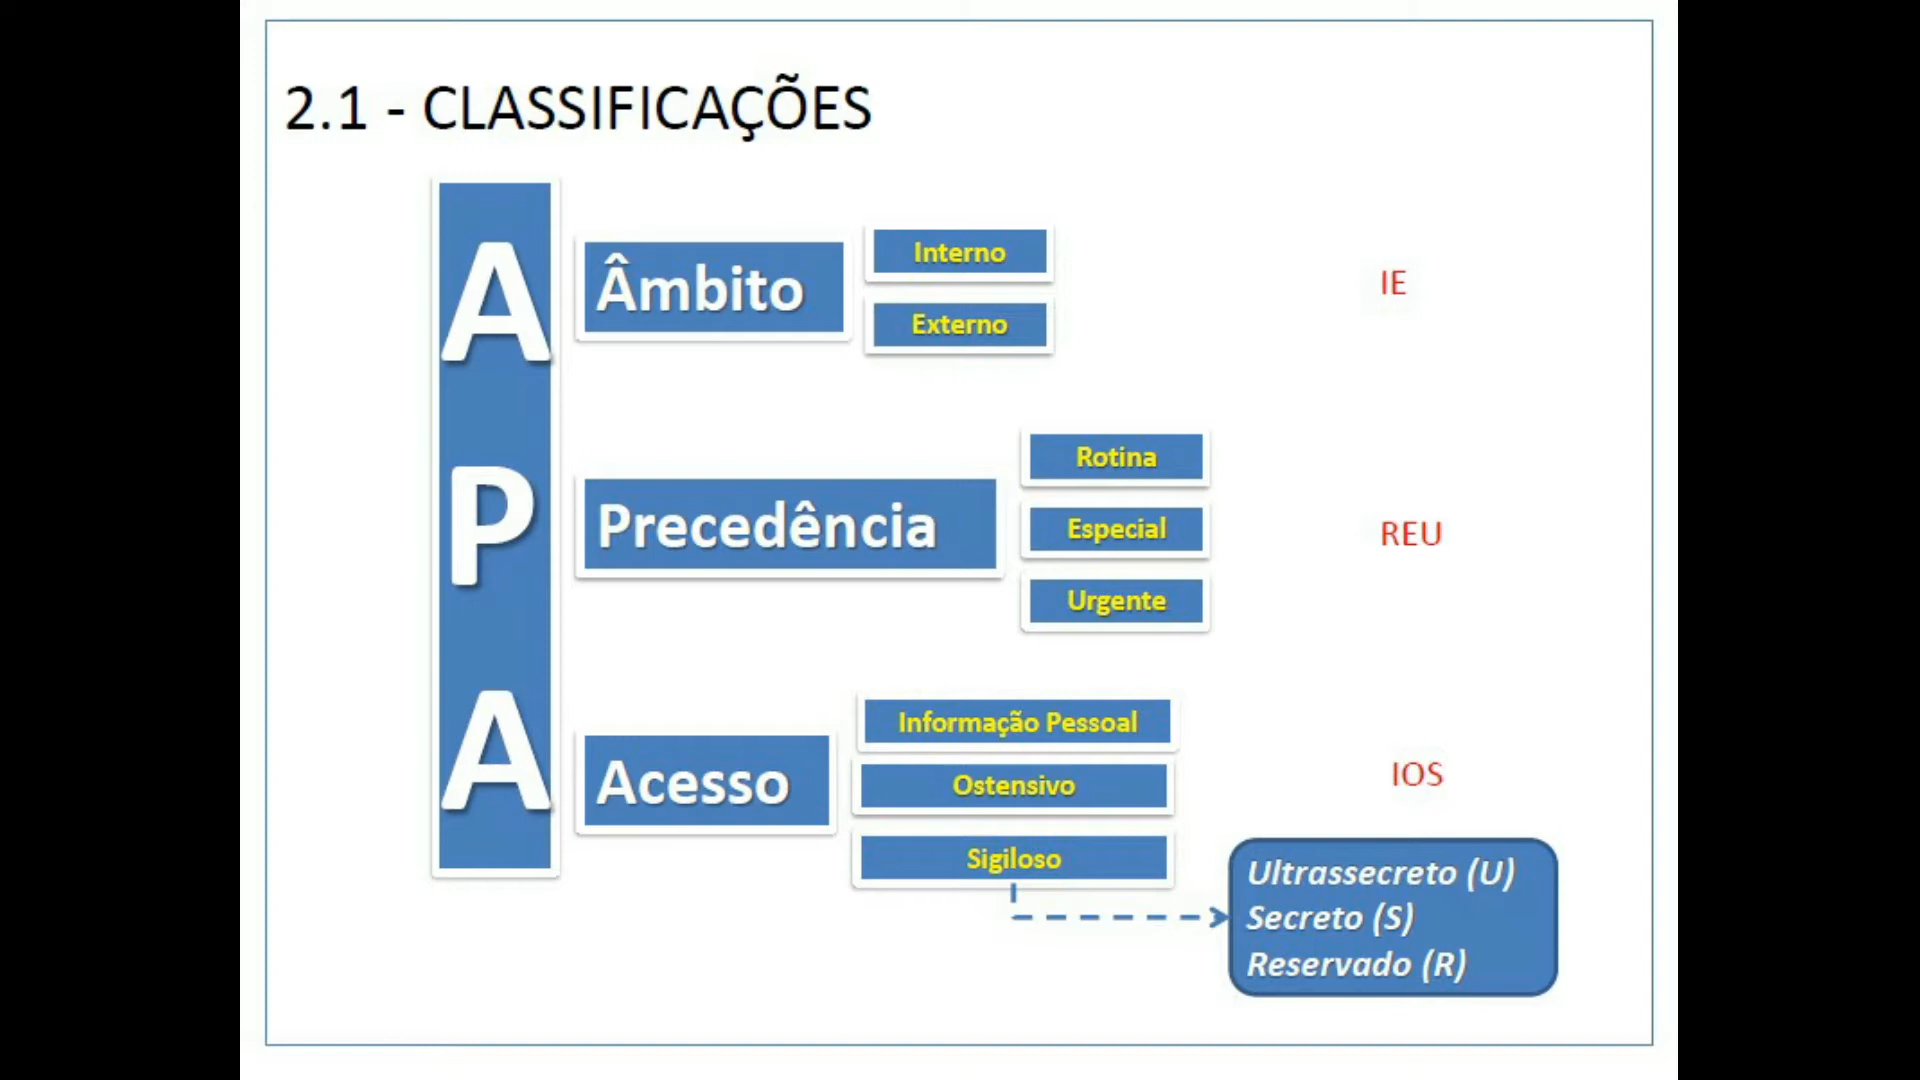 2.1 - CLASSIFICAÇÕES
A
Âmbito
Interno
Externo
IE
P
Precedência
Rotina
Especial
Urgente
REU
A
Acesso
Informação Pessoal
Ostensivo
Sigiloso
IOS
Ultrassecreto (U)
Secreto (S)
Reservado (R)